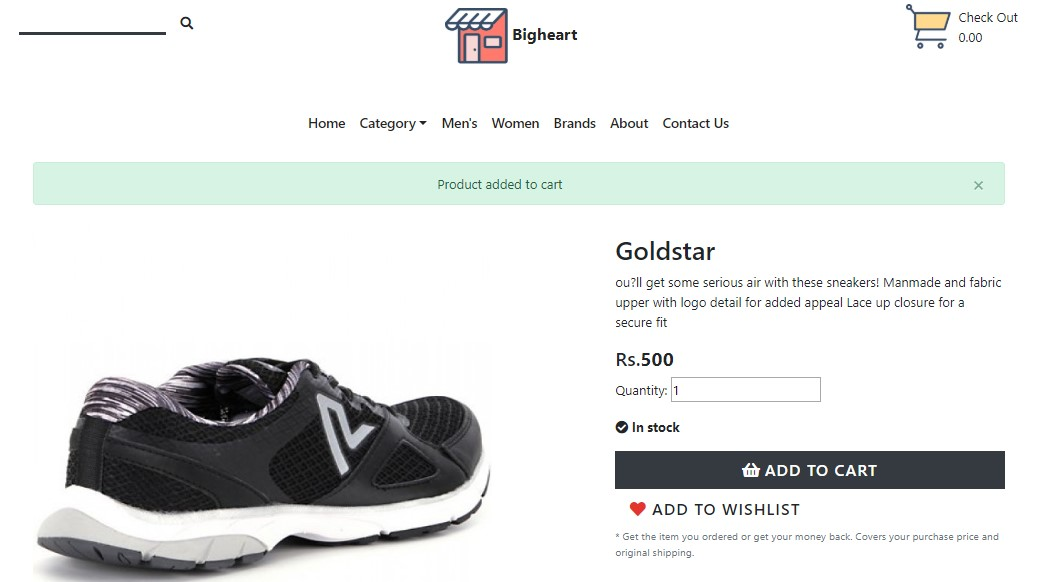 Bigheart
Check Out
0.00
Home Category Men's Women Brands About Contact Us
Product added to cart ×
Goldstar
ou?ll get some serious air with these sneakers! Manmade and fabric
upper with logo detail for added appeal Lace up closure for a
secure fit
Rs.500
Quantity: 1
In stock
ADD TO CART
ADD TO WISHLIST
* Get the item you ordered or get your money back. Covers your purchase price and
original shipping.